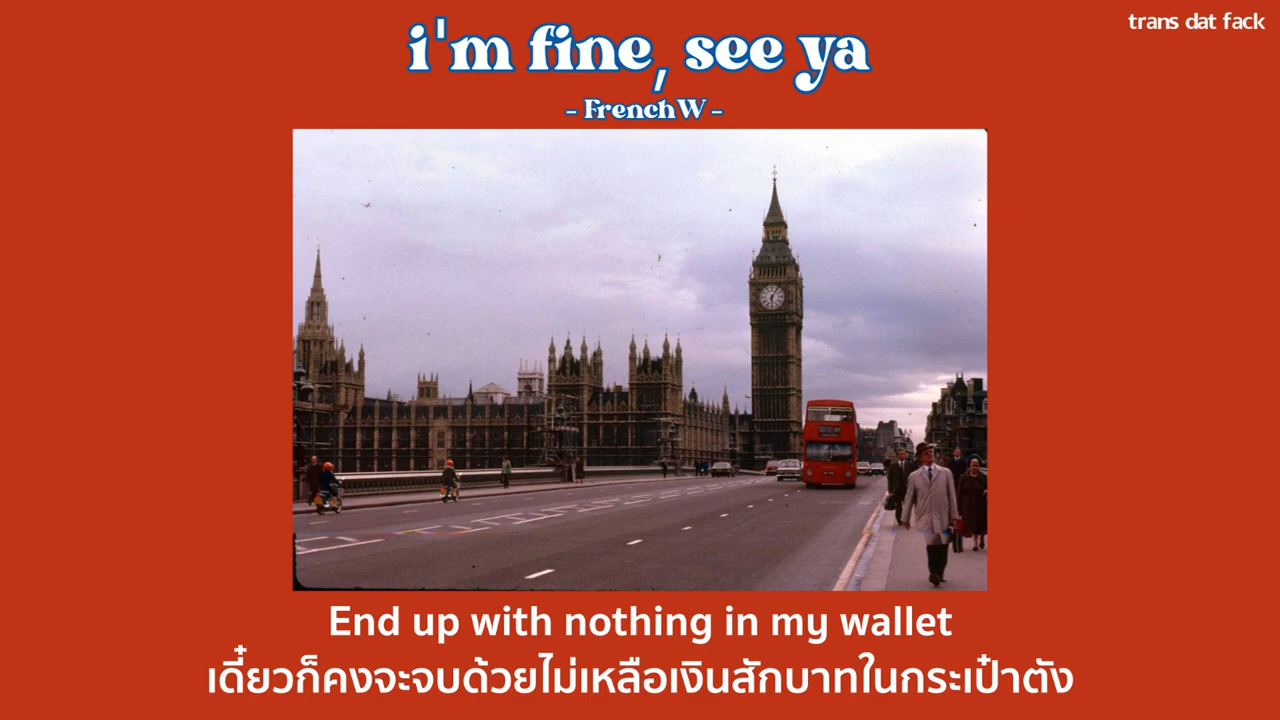 trans dat fack
i'm fine, see ya
- FrenchW -
End up with nothing in my wallet
เดี๋ยวก็คงจะจบด้วยไม่เหลือเงินสักบาทในกระเป๋าตัง